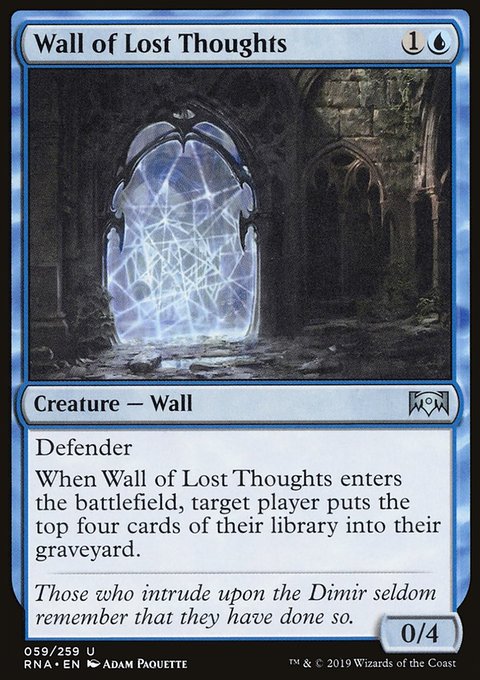 Wall of Lost Thoughts 1
Creature — Wall
Defender
When Wall of Lost Thoughts enters
the battlefield, target player puts the
top four cards of their library into their
graveyard.
Those who intrude upon the Dimir seldom
remember that they have done so.
0/4
059/259 U
RNA • EN Adam Paquette
™ & © 2019 Wizards of the Coast